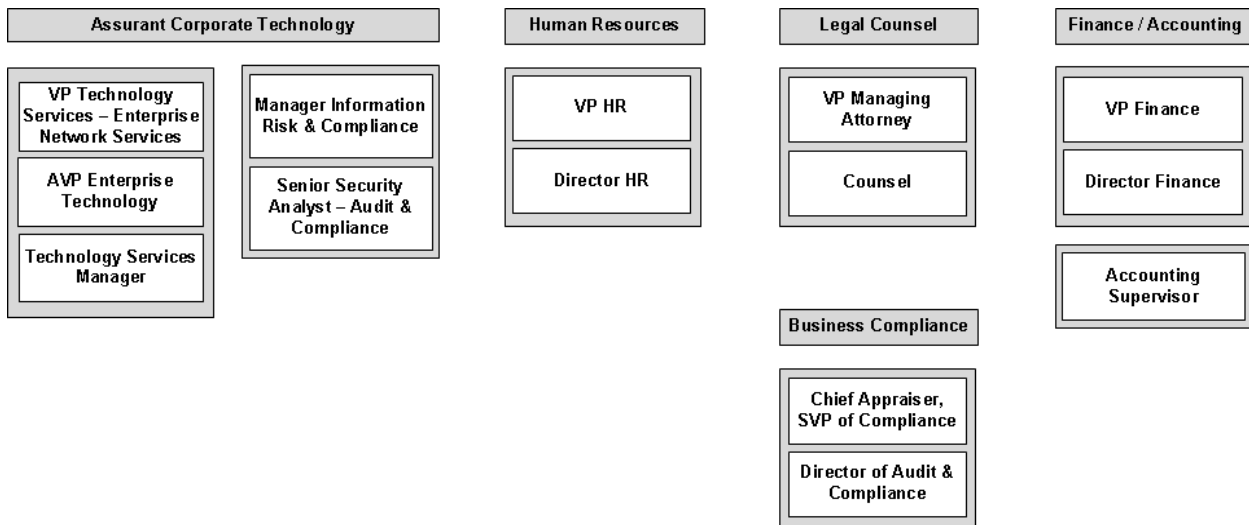 Assurant Corporate Technology
VP Technology
Services – Enterprise
Network Services
AVP Enterprise
Technology
Technology Services
Manager
Manager Information
Risk & Compliance
Senior Security
Analyst – Audit &
Compliance
Human Resources
VP HR
Director HR
Legal Counsel
VP Managing
Attorney
Counsel
Business Compliance
Chief Appraiser,
SVP of Compliance
Director of Audit &
Compliance
Finance / Accounting
VP Finance
Director Finance
Accounting
Supervisor